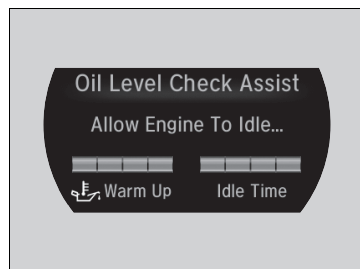 Oil Level Check Assist
Allow Engine To Idle...
Warm Up Idle Time